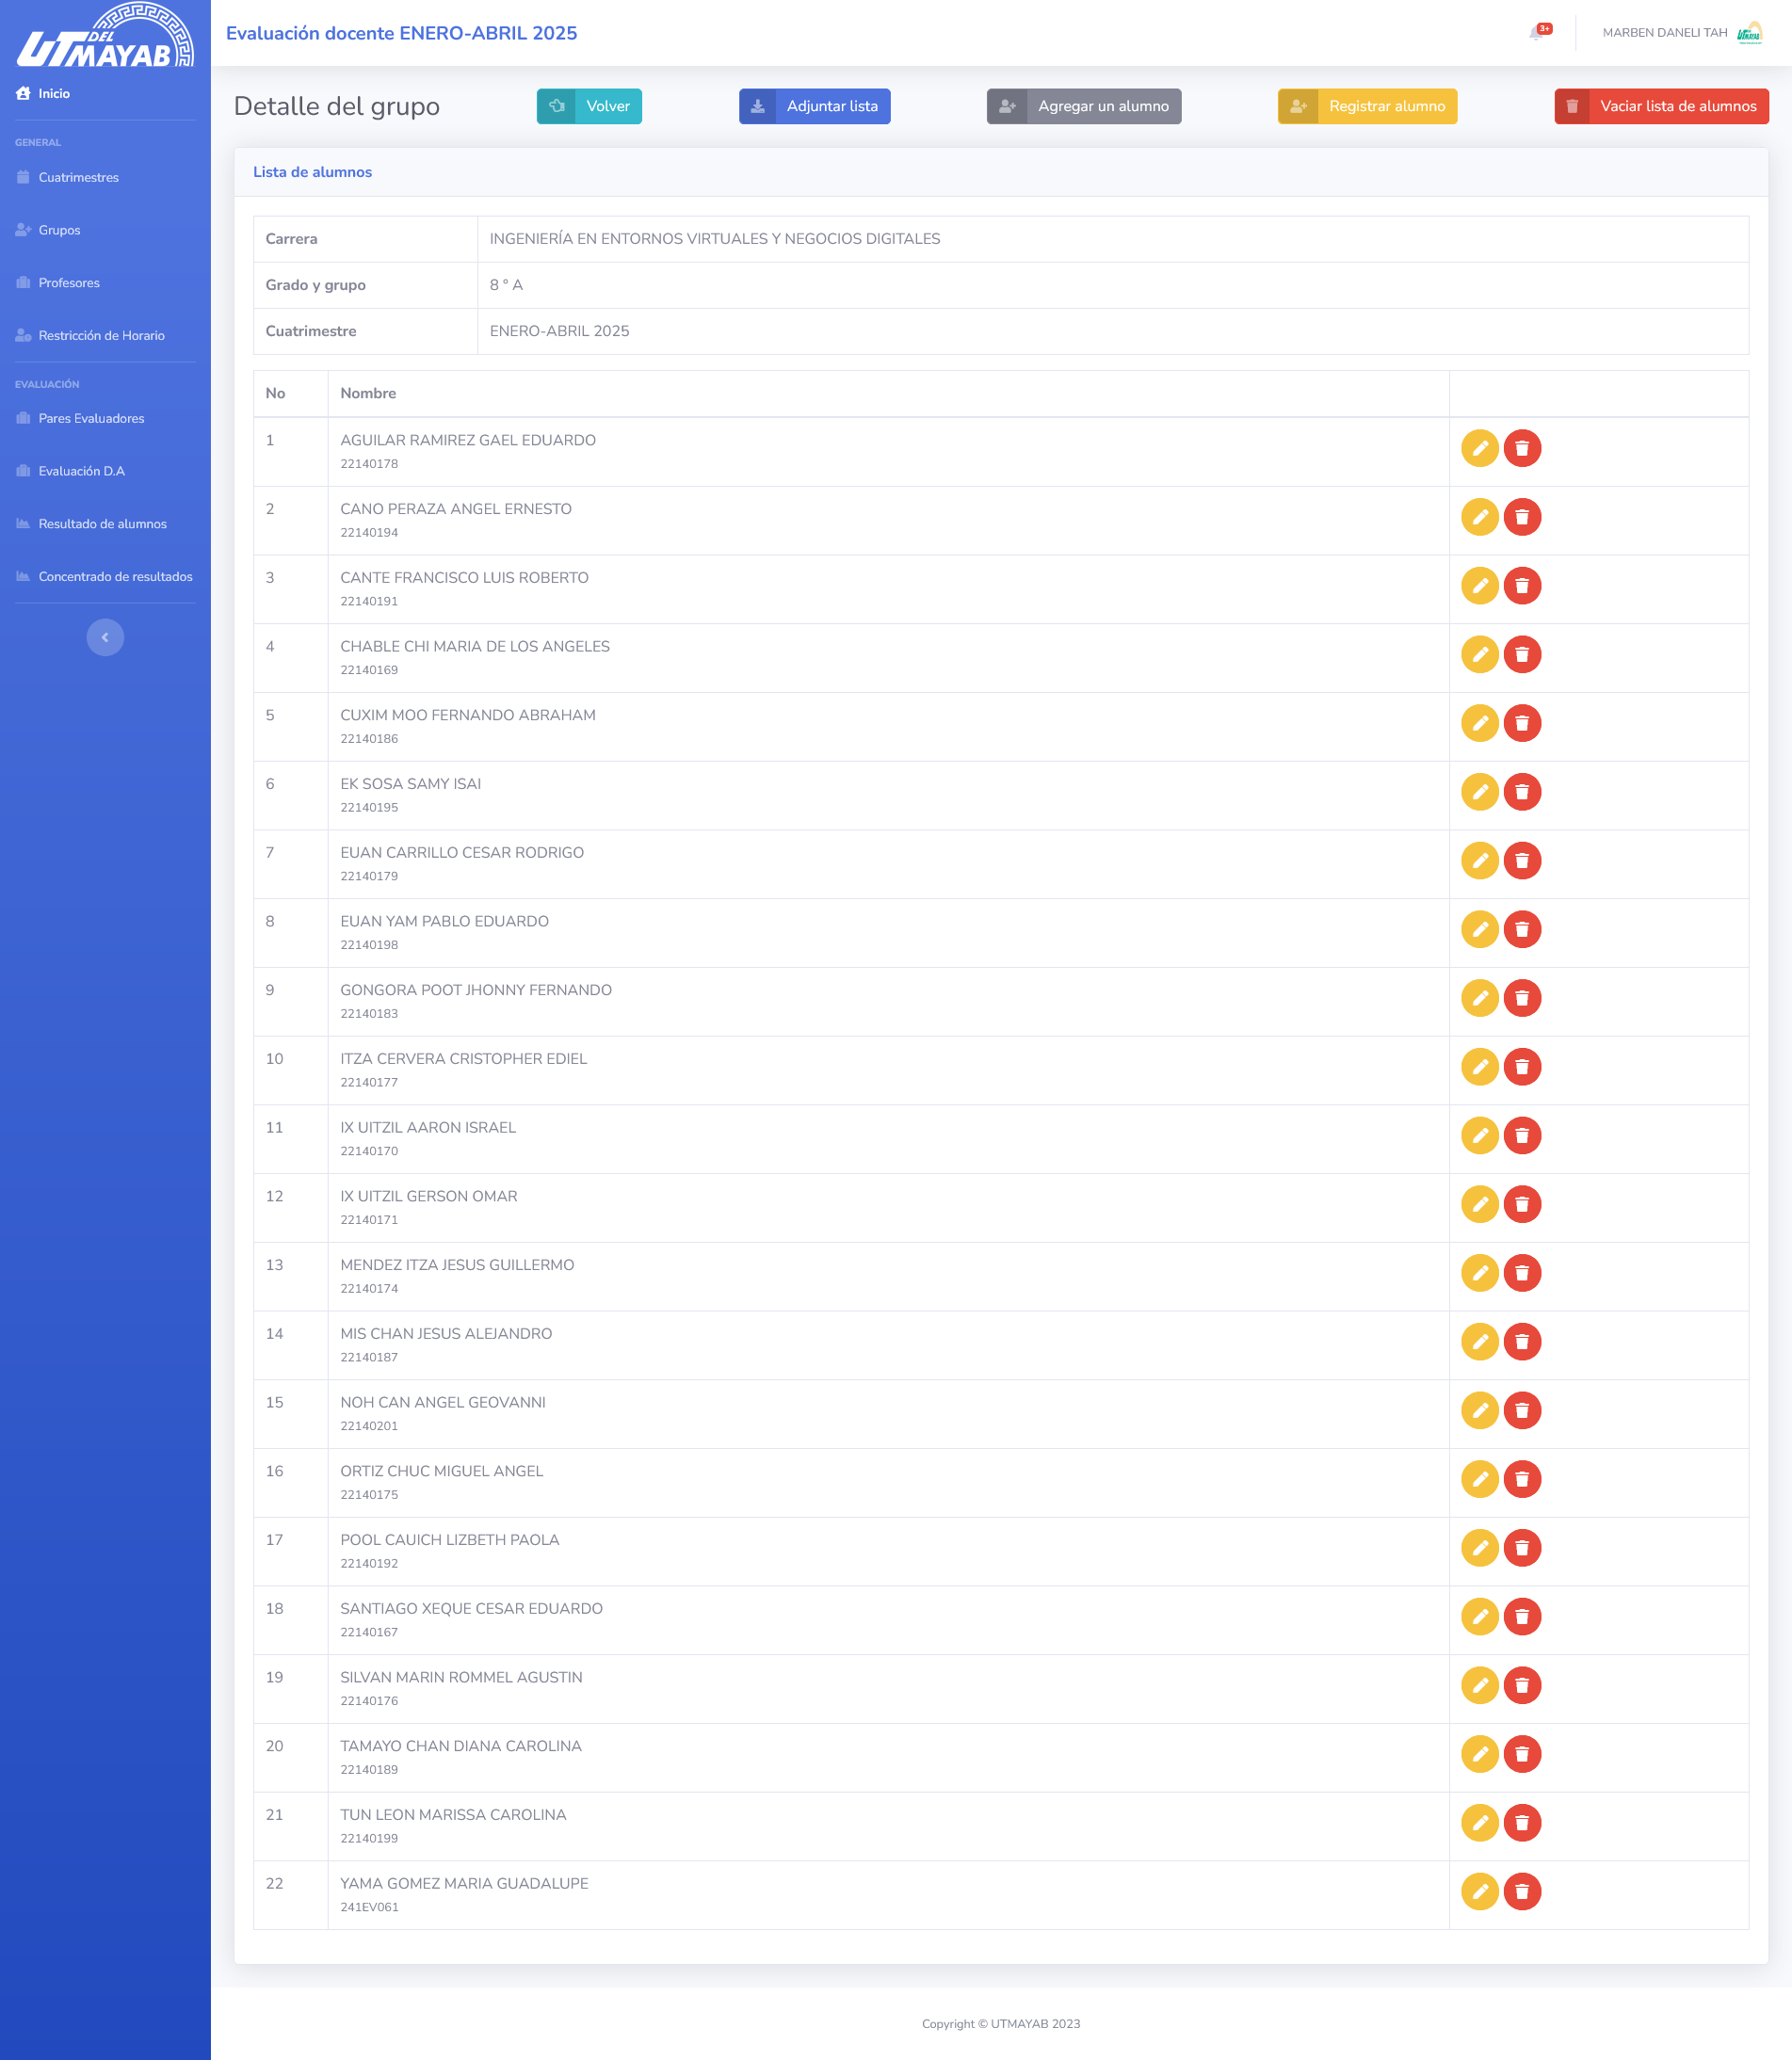 UT DEL MAYAB
Inicio
GENERAL
Cuatrimestres
Grupos
Profesores
Restricción de Horario
EVALUACIÓN
Pares Evaluadores
Evaluación D.A
Resultado de alumnos
Concentrado de resultados
Evaluación docente ENERO-ABRIL 2025
3+
MARBEN DANELI TAH
Detalle del grupo
Volver
Adjuntar lista
Agregar un alumno
Registrar alumno
Vaciar lista de alumnos
Lista de alumnos
Carrera INGENIERÍA EN ENTORNOS VIRTUALES Y NEGOCIOS DIGITALES
Grado y grupo 8 ° A
Cuatrimestre ENERO-ABRIL 2025
No Nombre
1 AGUILAR RAMIREZ GAEL EDUARDO
22140178
2 CANO PERAZA ANGEL ERNESTO
22140194
3 CANTE FRANCISCO LUIS ROBERTO
22140191
4 CHABLE CHI MARIA DE LOS ANGELES
22140169
5 CUXIM MOO FERNANDO ABRAHAM
22140186
6 EK SOSA SAMY ISAI
22140195
7 EUAN CARRILLO CESAR RODRIGO
22140179
8 EUAN YAM PABLO EDUARDO
22140198
9 GONGORA POOT JHONNY FERNANDO
22140183
10 ITZA CERVERA CRISTOPHER EDIEL
22140177
11 IX UITZIL AARON ISRAEL
22140170
12 IX UITZIL GERSON OMAR
22140171
13 MENDEZ ITZA JESUS GUILLERMO
22140174
14 MIS CHAN JESUS ALEJANDRO
22140187
15 NOH CAN ANGEL GEOVANNI
22140201
16 ORTIZ CHUC MIGUEL ANGEL
22140175
17 POOL CAUICH LIZBETH PAOLA
22140192
18 SANTIAGO XEQUE CESAR EDUARDO
22140167
19 SILVAN MARIN ROMMEL AGUSTIN
22140176
20 TAMAYO CHAN DIANA CAROLINA
22140189
21 TUN LEON MARISSA CAROLINA
22140199
22 YAMA GOMEZ MARIA GUADALUPE
241EV061
Copyright © UTMAYAB 2023